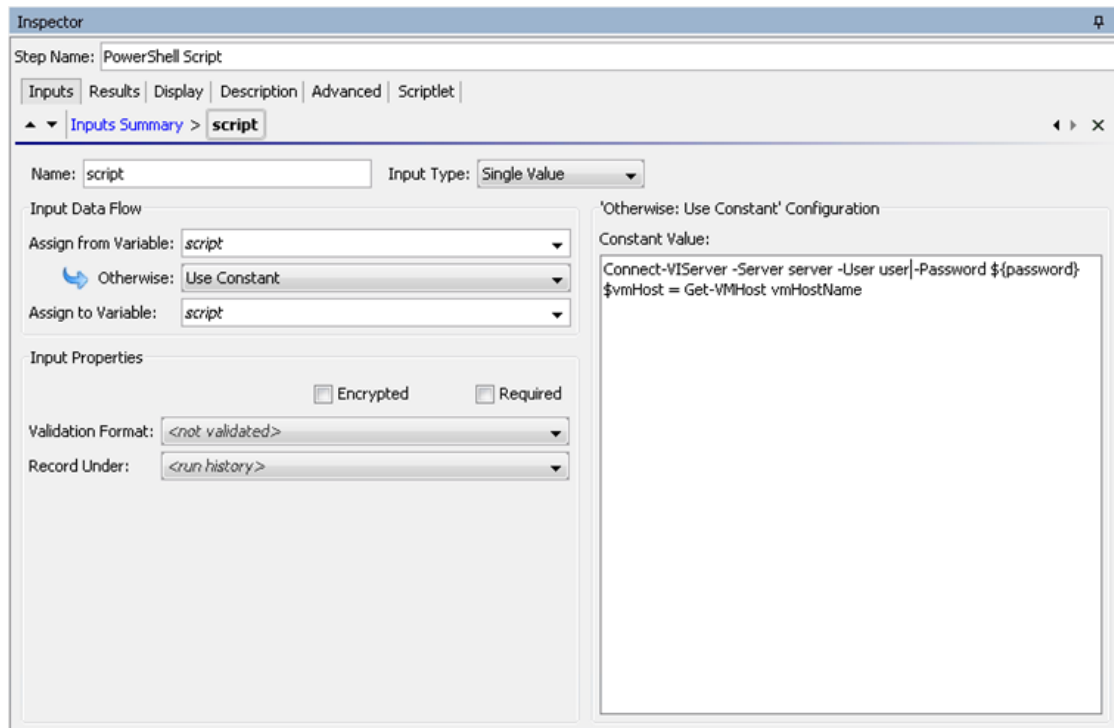 Inspector
Step Name: PowerShell Script
Inputs Results Display Description Advanced Scriptlet
Inputs Summary > script
Name: script Input Type: Single Value
Input Data Flow
Assign from Variable: script
Otherwise: Use Constant
Assign to Variable: script
Input Properties
Encrypted Required
Validation Format: <not validated>
Record Under: <run history>
'Otherwise: Use Constant' Configuration
Constant Value:
Connect-VIServer -Server server -User user -Password ${password}
$vmHost = Get-VMHost vmHostName